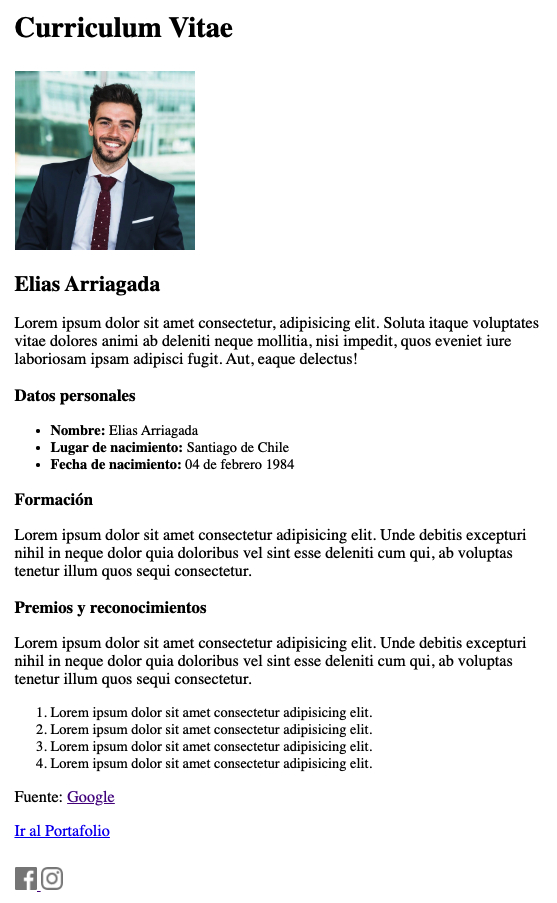 Curriculum Vitae
Elias Arriagada
Lorem ipsum dolor sit amet consectetur, adipisicing elit. Soluta itaque voluptates
vitae dolores animi ab deleniti neque mollitia, nisi impedit, quos eveniet iure
laboriosam ipsam adipisci fugit. Aut, eaque delectus!
Datos personales
• Nombre: Elias Arriagada
• Lugar de nacimiento: Santiago de Chile
• Fecha de nacimiento: 04 de febrero 1984
Formación
Lorem ipsum dolor sit amet consectetur adipisicing elit. Unde debitis excepturi
nihil in neque dolor quia doloribus vel sint esse deleniti cum qui, ab voluptas
tenetur illum quos sequi consectetur.
Premios y reconocimientos
Lorem ipsum dolor sit amet consectetur adipisicing elit. Unde debitis excepturi
nihil in neque dolor quia doloribus vel sint esse deleniti cum qui, ab voluptas
tenetur illum quos sequi consectetur.
1. Lorem ipsum dolor sit amet consectetur adipisicing elit.
2. Lorem ipsum dolor sit amet consectetur adipisicing elit.
3. Lorem ipsum dolor sit amet consectetur adipisicing elit.
4. Lorem ipsum dolor sit amet consectetur adipisicing elit.
Fuente: Google
Ir al Portafolio